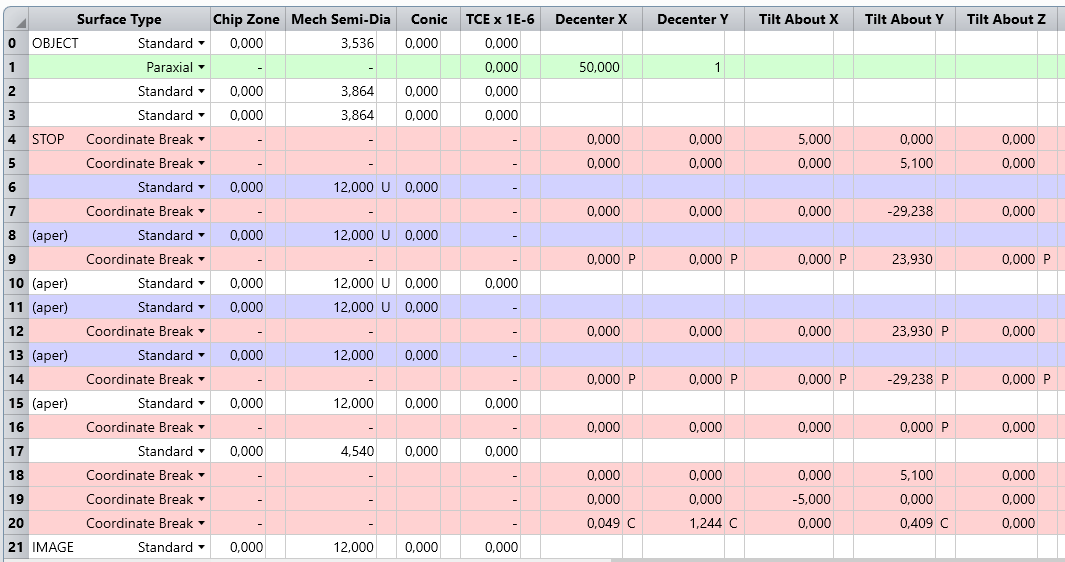 Surface Type Chip Zone Mech Semi-Dia Conic TCE x 1E-6 Decenter X Decenter Y Tilt About X Tilt About Y Tilt About Z
0 OBJECT Standard 0,000 3,536 0,000 0,000
1 Paraxial - - 0,000 50,000 1
2 Standard 0,000 3,864 0,000 0,000
3 Standard 0,000 3,864 0,000 0,000
4 STOP Coordinate Break - - - 0,000 0,000 5,000 0,000 0,000
5 Coordinate Break - - - 0,000 0,000 0,000 5,100 0,000
6 Standard 0,000 12,000 U 0,000 -
7 Coordinate Break - - - 0,000 0,000 0,000 -29,238 0,000
8 (aper) Standard 0,000 12,000 U 0,000 -
9 Coordinate Break - - - 0,000 P 0,000 P 0,000 P 23,930 0,000 P
10 (aper) Standard 0,000 12,000 U 0,000 0,000
11 (aper) Standard 0,000 12,000 U 0,000 -
12 Coordinate Break - - - 0,000 0,000 0,000 23,930 P 0,000
13 (aper) Standard 0,000 12,000 0,000 -
14 Coordinate Break - - - 0,000 P 0,000 P 0,000 P -29,238 P 0,000 P
15 (aper) Standard 0,000 12,000 0,000 0,000
16 Coordinate Break - - - 0,000 0,000 0,000 0,000 P 0,000
17 Standard 0,000 4,540 0,000 0,000
18 Coordinate Break - - - 0,000 0,000 0,000 5,100 0,000
19 Coordinate Break - - - 0,000 0,000 -5,000 0,000 0,000
20 Coordinate Break - - - 0,049 C 1,244 C 0,000 0,409 C 0,000
21 IMAGE Standard 0,000 12,000 0,000 0,000